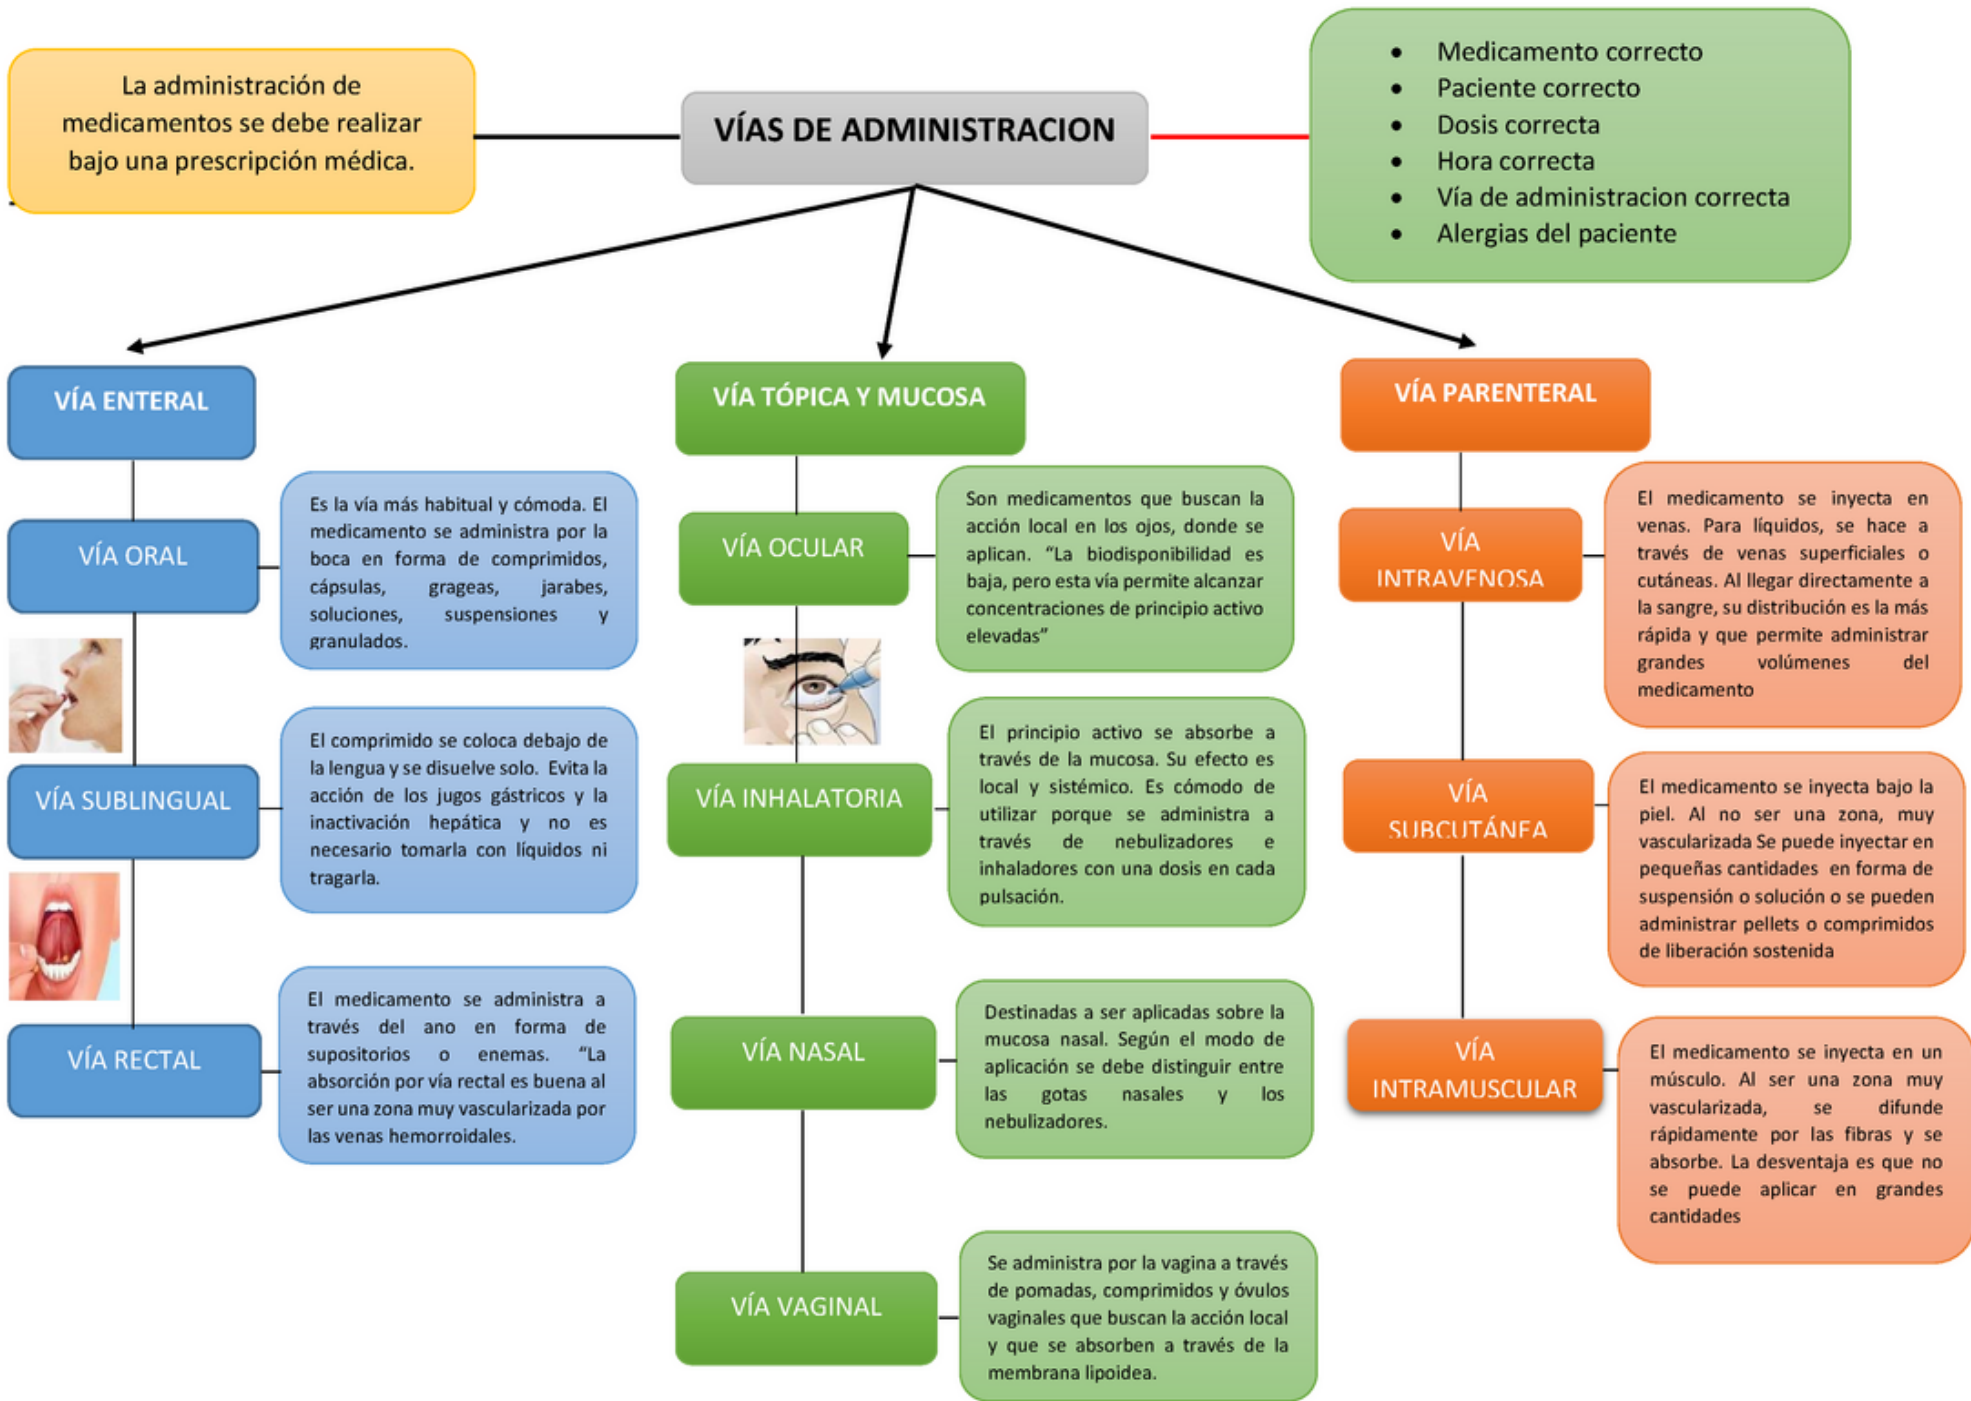 La administración de
medicamentos se debe realizar
bajo una prescripción médica.
VÍAS DE ADMINISTRACION
• Medicamento correcto
• Paciente correcto
• Dosis correcta
• Hora correcta
• Vía de administracion correcta
• Alergias del paciente
VÍA ENTERAL
VÍA ORAL
Es la vía más habitual y cómoda. El
medicamento se administra por la
boca en forma de comprimidos,
cápsulas, grageas, jarabes,
soluciones, suspensiones y
granulados.
VÍA SUBLINGUAL
El comprimido se coloca debajo de
la lengua y se disuelve solo. Evita la
acción de los jugos gástricos y la
inactivación hepática y no es
necesario tomarla con líquidos ni
tragarla.
VÍA RECTAL
El medicamento se administra a
través del ano en forma de
supositorios o enemas. “La
absorción por vía rectal es buena al
ser una zona muy vascularizada por
las venas hemorroidales.
VÍA TÓPICA Y MUCOSA
VÍA OCULAR
Son medicamentos que buscan la
acción local en los ojos, donde se
aplican. “La biodisponibilidad es
baja, pero esta vía permite alcanzar
concentraciones de principio activo
elevadas”
VÍA INHALATORIA
El principio activo se absorbe a
través de la mucosa. Su efecto es
local y sistémico. Es cómodo de
utilizar porque se administra a
través de nebulizadores e
inhaladores con una dosis en cada
pulsación.
VÍA NASAL
Destinadas a ser aplicadas sobre la
mucosa nasal. Según el modo de
aplicación se debe distinguir entre
las gotas nasales y los
nebulizadores.
VÍA VAGINAL
Se administra por la vagina a través
de pomadas, comprimidos y óvulos
vaginales que buscan la acción local
y que se absorben a través de la
membrana lipoidea.
VÍA PARENTERAL
VÍA
INTRAVENOSA
El medicamento se inyecta en
venas. Para líquidos, se hace a
través de venas superficiales o
cutáneas. Al llegar directamente a
la sangre, su distribución es la más
rápida y que permite administrar
grandes volúmenes del
medicamento
VÍA
SUBCUTÁNEA
El medicamento se inyecta bajo la
piel. Al no ser una zona, muy
vascularizada Se puede inyectar en
pequeñas cantidades en forma de
suspensión o solución o se pueden
administrar pellets o comprimidos
de liberación sostenida
VÍA
INTRAMUSCULAR
El medicamento se inyecta en un
músculo. Al ser una zona muy
vascularizada, se difunde
rápidamente por las fibras y se
absorbe. La desventaja es que no
se puede aplicar en grandes
cantidades